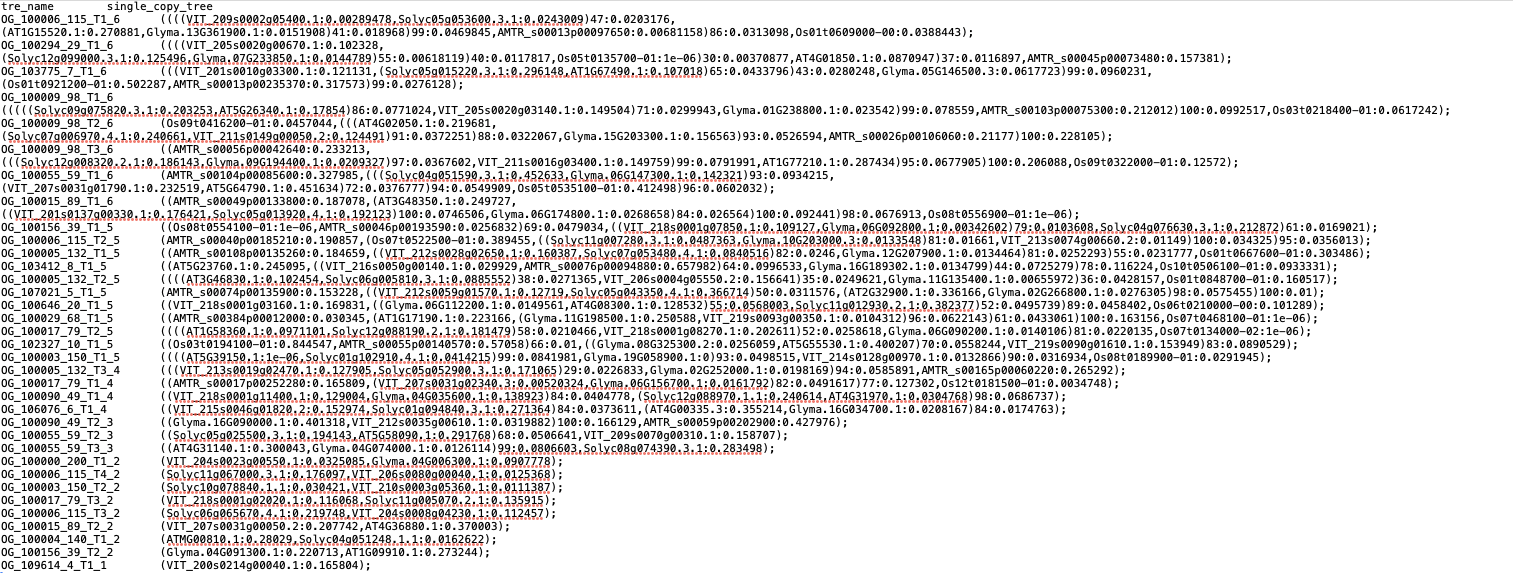 tre_name single_copy_tree
OG_100006_115_T1_6 ((((VIT_209s0002g05400.1:0.00289478,Solyc05g053600.3.1:0.0243009)47:0.0203176,
(AT1G15520.1:0.270881,Glyma.13G361900.1:0.0151908)41:0.018968)99:0.0469845,AMTR_s00013p00097650:0.00681158)86:0.0313098,Os01t0609000-00:0.0388443);
OG_100294_29_T1_6 ((((VIT_205s0020g00670.1:0.102328,
(Solyc12g099000.3.1:0.125496,Glyma.07G233850.1:0.0144789)55:0.00618119)40:0.0117817,Os05t0135700-01:1e-06)30:0.00370877,AT4G01850.1:0.0870947)37:0.0116897,AMTR_s00045p00073480:0.157381);
OG_103775_7_T1_6 (((VIT_201s0010g03300.1:0.121131,(Solyc05g015220.3.1:0.296148,AT1G67490.1:0.107018)65:0.0433796)43:0.0280248,Glyma.05G146500.3:0.0617723)99:0.0960231,
(Os01t0921200-01:0.502287,AMTR_s00013p00235370:0.317573)99:0.0276128);
OG_100009_98_T1_6
(((((Solyc09g075820.3.1:0.203253,AT5G26340.1:0.17854)86:0.0771024,VIT_205s0020g03140.1:0.149504)71:0.0299943,Glyma.01G238800.1:0.023542)99:0.078559,AMTR_s00103p00075300:0.212012)100:0.0992517,Os03t0218400-01:0.0617242);
OG_100009_98_T2_6 (Os09t0416200-01:0.0457044,(((AT4G02050.1:0.219681,
(Solyc07g006970.4.1:0.240661,VIT_211s0149g00050.2:0.124491)91:0.0372251)88:0.0322067,Glyma.15G203300.1:0.156563)93:0.0526594,AMTR_s00026p00106060:0.21177)100:0.228105);
OG_100009_98_T3_6 ((AMTR_s00056p00042640:0.233213,
(((Solyc12g008320.2.1:0.186143,Glyma.09G194400.1:0.0209327)97:0.0367602,VIT_211s0016g03400.1:0.149759)99:0.0791991,AT1G77210.1:0.287434)95:0.0677905)100:0.206088,Os09t0322000-01:0.12572);
OG_100055_59_T1_6 (AMTR_s00104p00085600:0.327985,(((Solyc04g051590.3.1:0.452633,Glyma.06G147300.1:0.142321)93:0.0934215,
(VIT_207s0031g01790.1:0.232519,AT5G64790.1:0.451634)72:0.0376777)94:0.0549909,Os05t0535100-01:0.412498)96:0.0602032);
OG_100015_89_T1_6 ((AMTR_s00049p00133800:0.187078,(AT3G48350.1:0.249727,
((VIT_201s0137g00330.1:0.176421,Solyc05g013920.4.1:0.192123)100:0.0746506,Glyma.06G174800.1:0.0268658)84:0.026564)100:0.092441)98:0.0676913,Os08t0556900-01:1e-06);
OG_100156_39_T1_5 ((Os08t0554100-01:1e-06,AMTR_s00046p00193590:0.0256832)69:0.0479034,((VIT_218s0001g07850.1:0.109127,Glyma.06G092800.1:0.00342602)79:0.0103608,Solyc04g076630.3.1:0.212872)61:0.0169021);
OG_100006_115_T2_5 (AMTR_s00040p00185210:0.190857,(Os07t0522500-01:0.389455,((Solyc11g007280.3.1:0.0487363,Glyma.10G203000.3:0.0133548)81:0.01661,VIT_213s0074g00660.2:0.01149)100:0.034325)95:0.0356013);
OG_100005_132_T1_5 (AMTR_s00108p00135260:0.184659,(((VIT_212s0028g02650.1:0.160387,Solyc07g053480.4.1:0.0840516)82:0.0246,Glyma.12G207900.1:0.0134464)81:0.0252293)55:0.0231777,Os01t0667600-01:0.303486);
OG_103412_8_T1_5 ((AT5G23760.1:0.245095,((VIT_216s0050g00140.1:0.029929,AMTR_s00076p00094880:0.657982)64:0.0996533,Glyma.16G189302.1:0.0134799)44:0.0725279)78:0.116224,Os10t0506100-01:0.0933331);
OG_100005_132_T2_5 ((((AT3G46830.1:0.102454,Solyc06g005810.3.1:0.0885552)38:0.0271365,VIT_206s0004g05550.2:0.156641)35:0.0249621,Glyma.11G135400.1:0.00655972)36:0.0428157,Os01t0848700-01:0.160517);
OG_107021_5_T1_5 (AMTR_s00074p00135900:0.153228,((VIT_212s0059g01570.1:0.12719,Solyc05g043350.4.1:0.366714)50:0.0311576,(AT2G32900.1:0.336166,Glyma.02G266800.1:0.0276305)98:0.0575455)100:0.01);
OG_100646_20_T1_5 ((VIT_218s0001g03160.1:0.169831,((Glyma.06G112200.1:0.0149561,AT4G08300.1:0.128532)55:0.0568003,Solyc11g012930.2.1:0.382377)52:0.0495739)89:0.0458402,Os06t0210000-00:0.101289);
OG_100029_68_T1_5 (AMTR_s00384p00012000:0.030345,(AT1G17190.1:0.223166,(Glyma.11G198500.1:0.250588,VIT_219s0093g00350.1:0.0104312)96:0.0622143)61:0.0433061)100:0.163156,Os07t0468100-01:1e-06);
OG_100017_79_T2_5 ((((AT1G58360.1:0.0971101,Solyc12g088190.2.1:0.181479)58:0.0210466,VIT_218s0001g08270.1:0.202611)52:0.0258618,Glyma.06G090200.1:0.0140106)81:0.0220135,Os07t0134000-02:1e-06);
OG_102327_10_T1_5 ((Os03t0194100-01:0.844547,AMTR_s00055p00140570:0.57058)66:0.01,((Glyma.08G325300.2:0.0256059,AT5G55530.1:0.400207)70:0.0558244,VIT_219s0090g01610.1:0.153949)83:0.0890529);
OG_100003_150_T1_5 ((((AT5G39150.1:1e-06,Solyc01g102910.4.1:0.0414215)99:0.0841981,Glyma.19G058900.1:0.)93:0.0498515,VIT_214s0128g00970.1:0.0132866)90:0.0316934,Os08t0189900-01:0.0291945);
OG_100005_132_T3_4 (((VIT_213s0019g02470.1:0.127905,Solyc05g052900.3.1:0.171065)29:0.0226833,Glyma.02G252000.1:0.0198169)94:0.0585891,AMTR_s00165p00060220:0.265292);
OG_100017_79_T1_4 ((AMTR_s00017p00252280:0.165809,(VIT_207s0031g02340.3:0.00520324,Glyma.06G156700.1:0.0161792)82:0.0491617)77:0.127302,Os12t0181500-01:0.0034748);
OG_100090_49_T1_4 ((VIT_218s0001g11400.1:0.129004,Glyma.04G035600.1:0.138923)84:0.0404778,(Solyc12g088970.1.1:0.240614,AT4G31970.1:0.0304768)98:0.0686737);
OG_106076_6_T1_4 ((VIT_215s0046g01820.2:0.152974,Solyc01g094840.3.1:0.271364)84:0.0373611,(AT4G00335.3:0.355214,Glyma.16G034700.1:0.0208167)84:0.0174763);
OG_100090_49_T2_3 ((Glyma.16G090000.1:0.401318,VIT_212s0035g00610.1:0.0319882)100:0.166129,AMTR_s00059p00202900:0.427976);
OG_100055_59_T2_3 ((Solyc05g025500.3.1:0.194143,AT5G58090.1:0.291768)68:0.0506641,VIT_209s0070g00310.1:0.158707);
OG_100055_59_T3_3 ((AT4G31140.1:0.300043,Glyma.04G074000.1:0.0126114)99:0.0806603,Solyc08g074390.3.1:0.283498);
OG_100000_200_T1_2 (VIT_204s0023g00550.1:0.0325085,Glyma.04G006300.1:0.0907778);
OG_100006_115_T4_2 (Solyc11g067000.3.1:0.176097,VIT_206s0080g00040.1:0.0125368);
OG_100003_150_T2_2 (Solyc10g078840.1.1:0.030421,VIT_210s0003g05360.1:0.0111387);
OG_100017_79_T3_2 (VIT_218s0001g02020.1:0.116068,Solyc11g005070.2.1:0.135915);
OG_100006_115_T3_2 (Solyc06g065670.4.1:0.219748,VIT_204s0008g04230.1:0.112457);
OG_100015_89_T2_2 (VIT_207s0031g00050.2:0.207742,AT4G36880.1:0.370003);
OG_100004_140_T1_2 (ATMG00810.1:0.28029,Solyc04g051248.1.1:0.0162622);
OG_100156_39_T2_2 (Glyma.04G091300.1:0.220713,AT1G09910.1:0.273244);
OG_109614_4_T1_1 (VIT_200s0214g00040.1:0.165804);